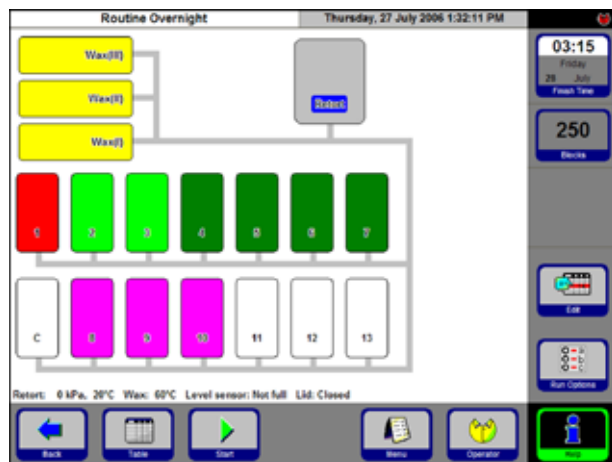 Routine Overnight
Thursday, 27 July 2006 1:32:11 PM
03:15
Friday
28 July
Finish Time
250
Blocks
Wax(III)
Wax(II)
Wax(I)
Retort
1 2 3 4 5 6 7
C 8 9 10 11 12 13
Edit
Run Options
Retort: 0 kPa, 20°C Wax: 60°C Level sensor: Not full Lid: Closed
Back
Table
Start
Menu
Operator
Help